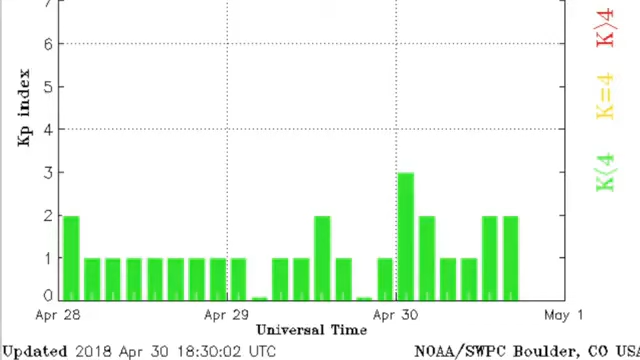 7
6
5
4
3
2
1
0
Kp index
Apr 28 Apr 29 Apr 30 May 1
Universal Time
Updated 2018 Apr 30 18:30:02 UTC NOAA/SWPC Boulder, CO USA
K>4
K=4
K<4